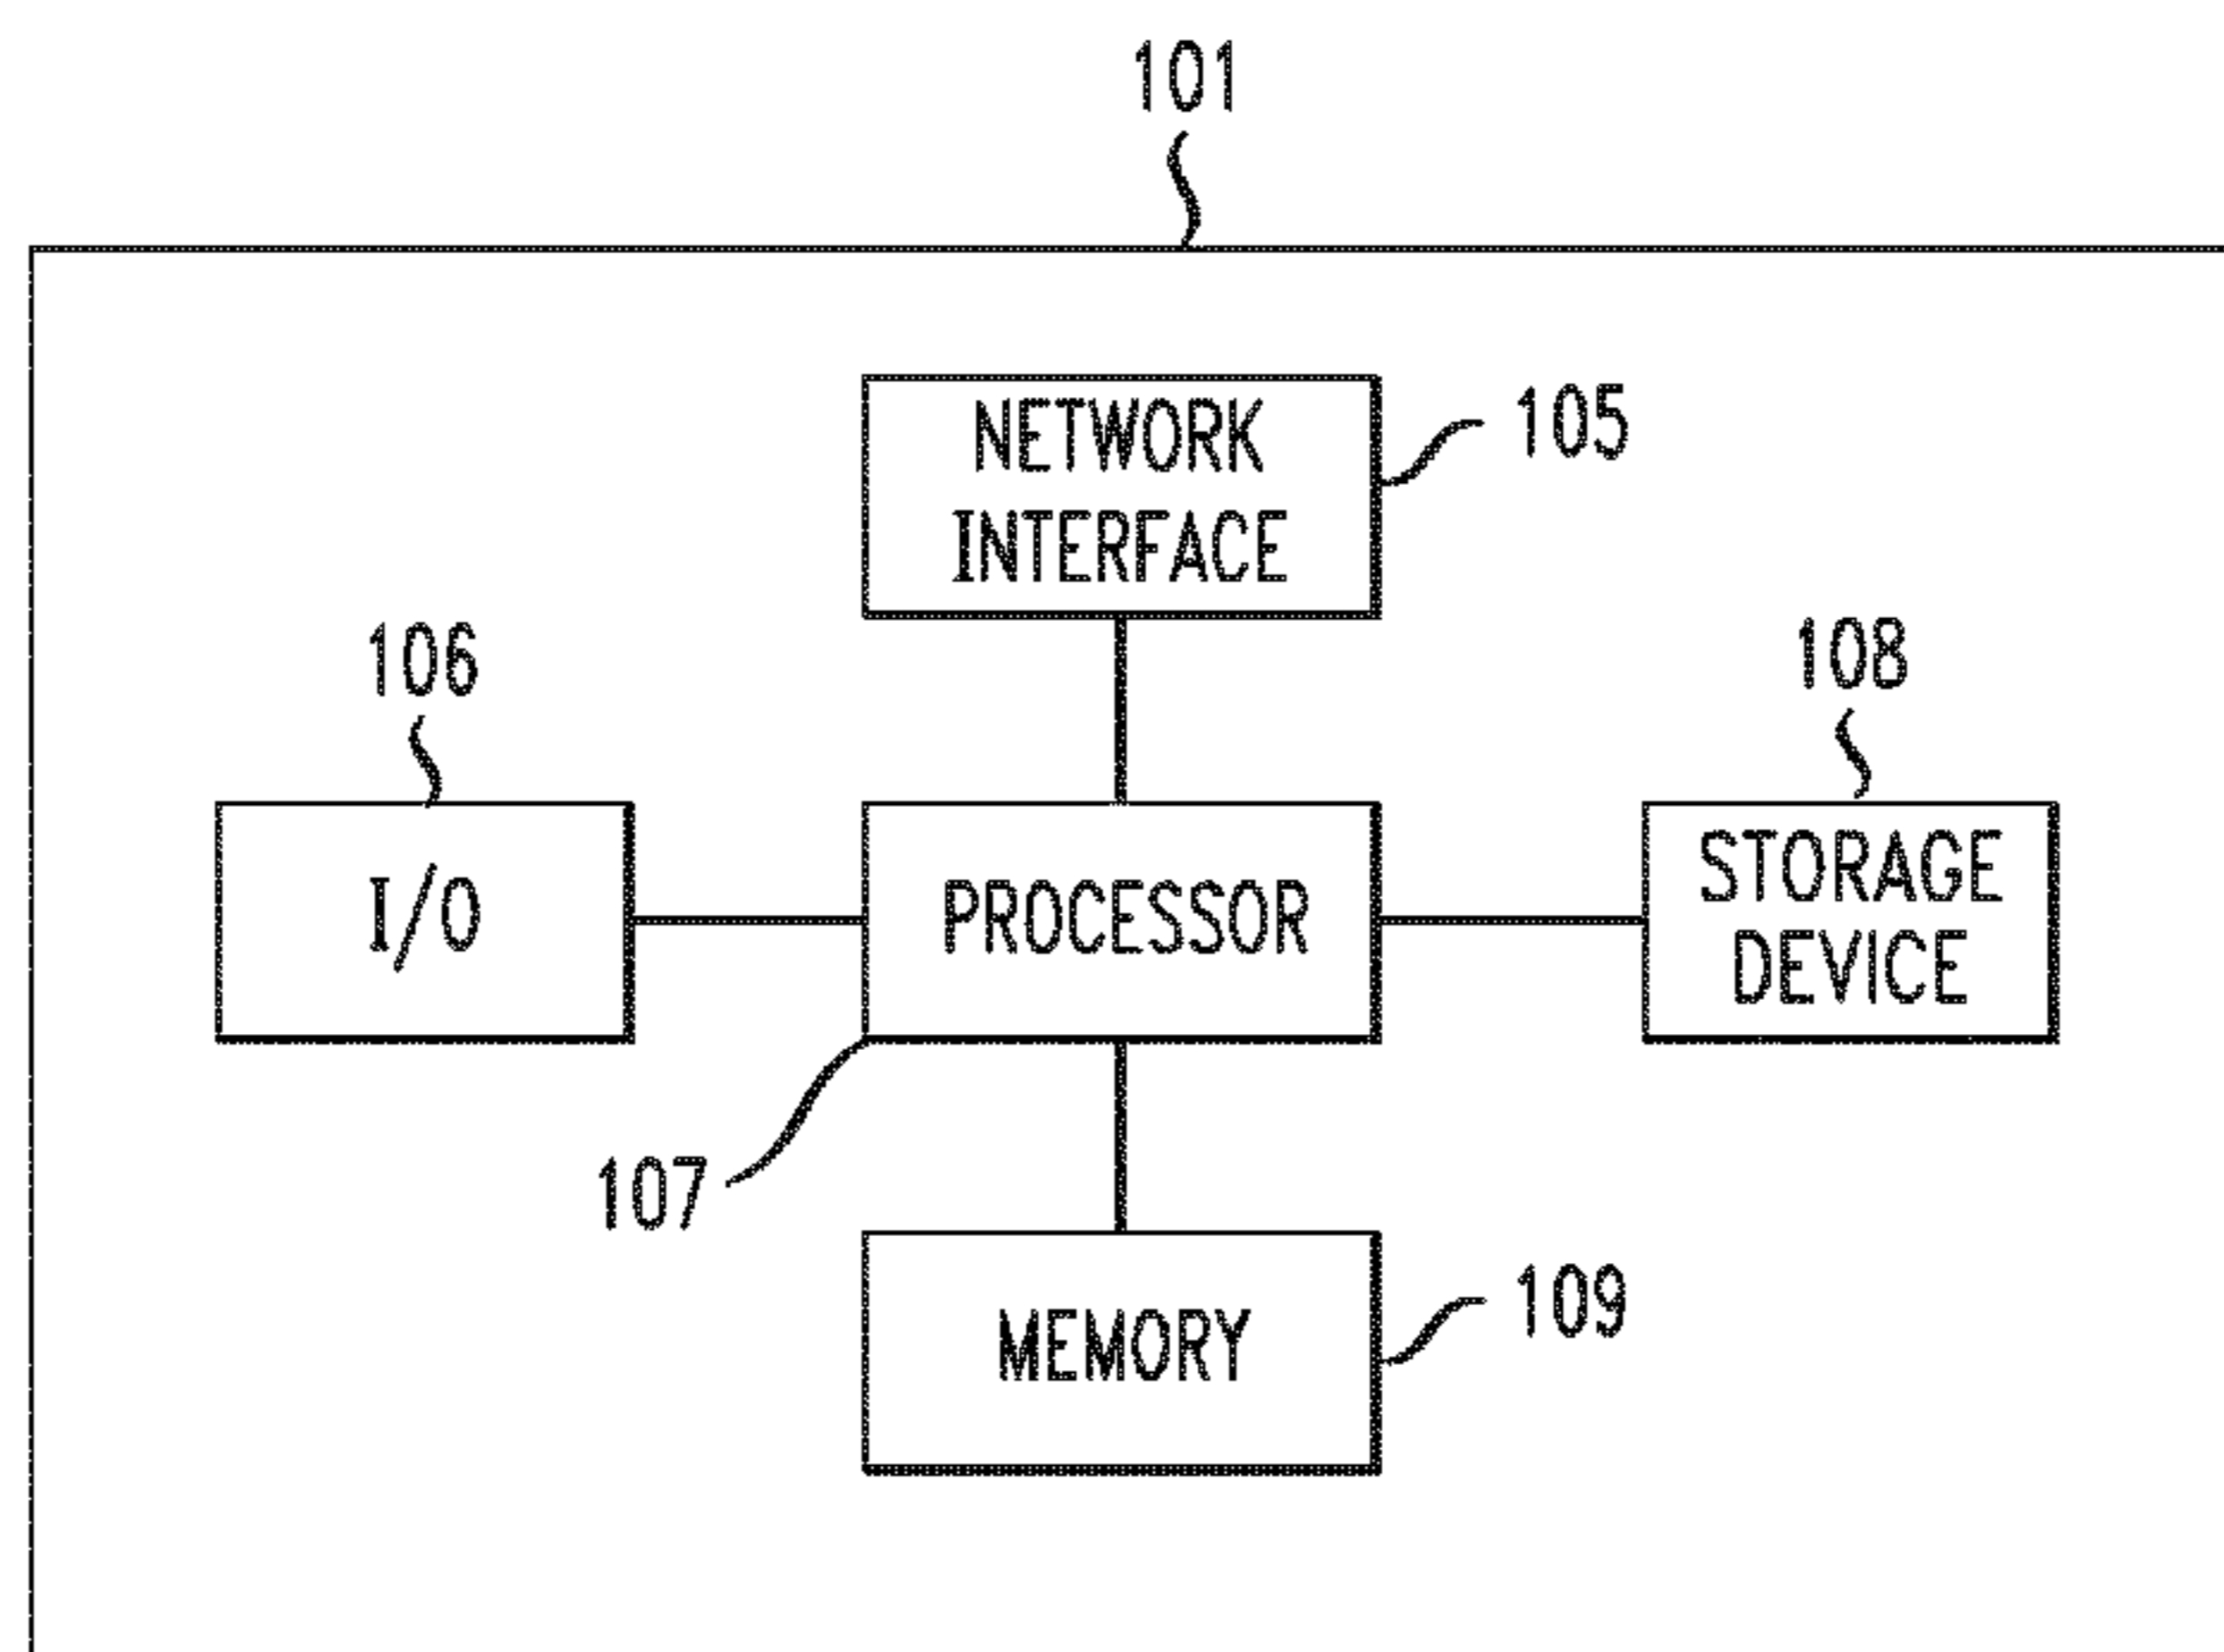 101
NETWORK
INTERFACE
105
106
108
I/O
PROCESSOR
STORAGE
DEVICE
107
MEMORY
109